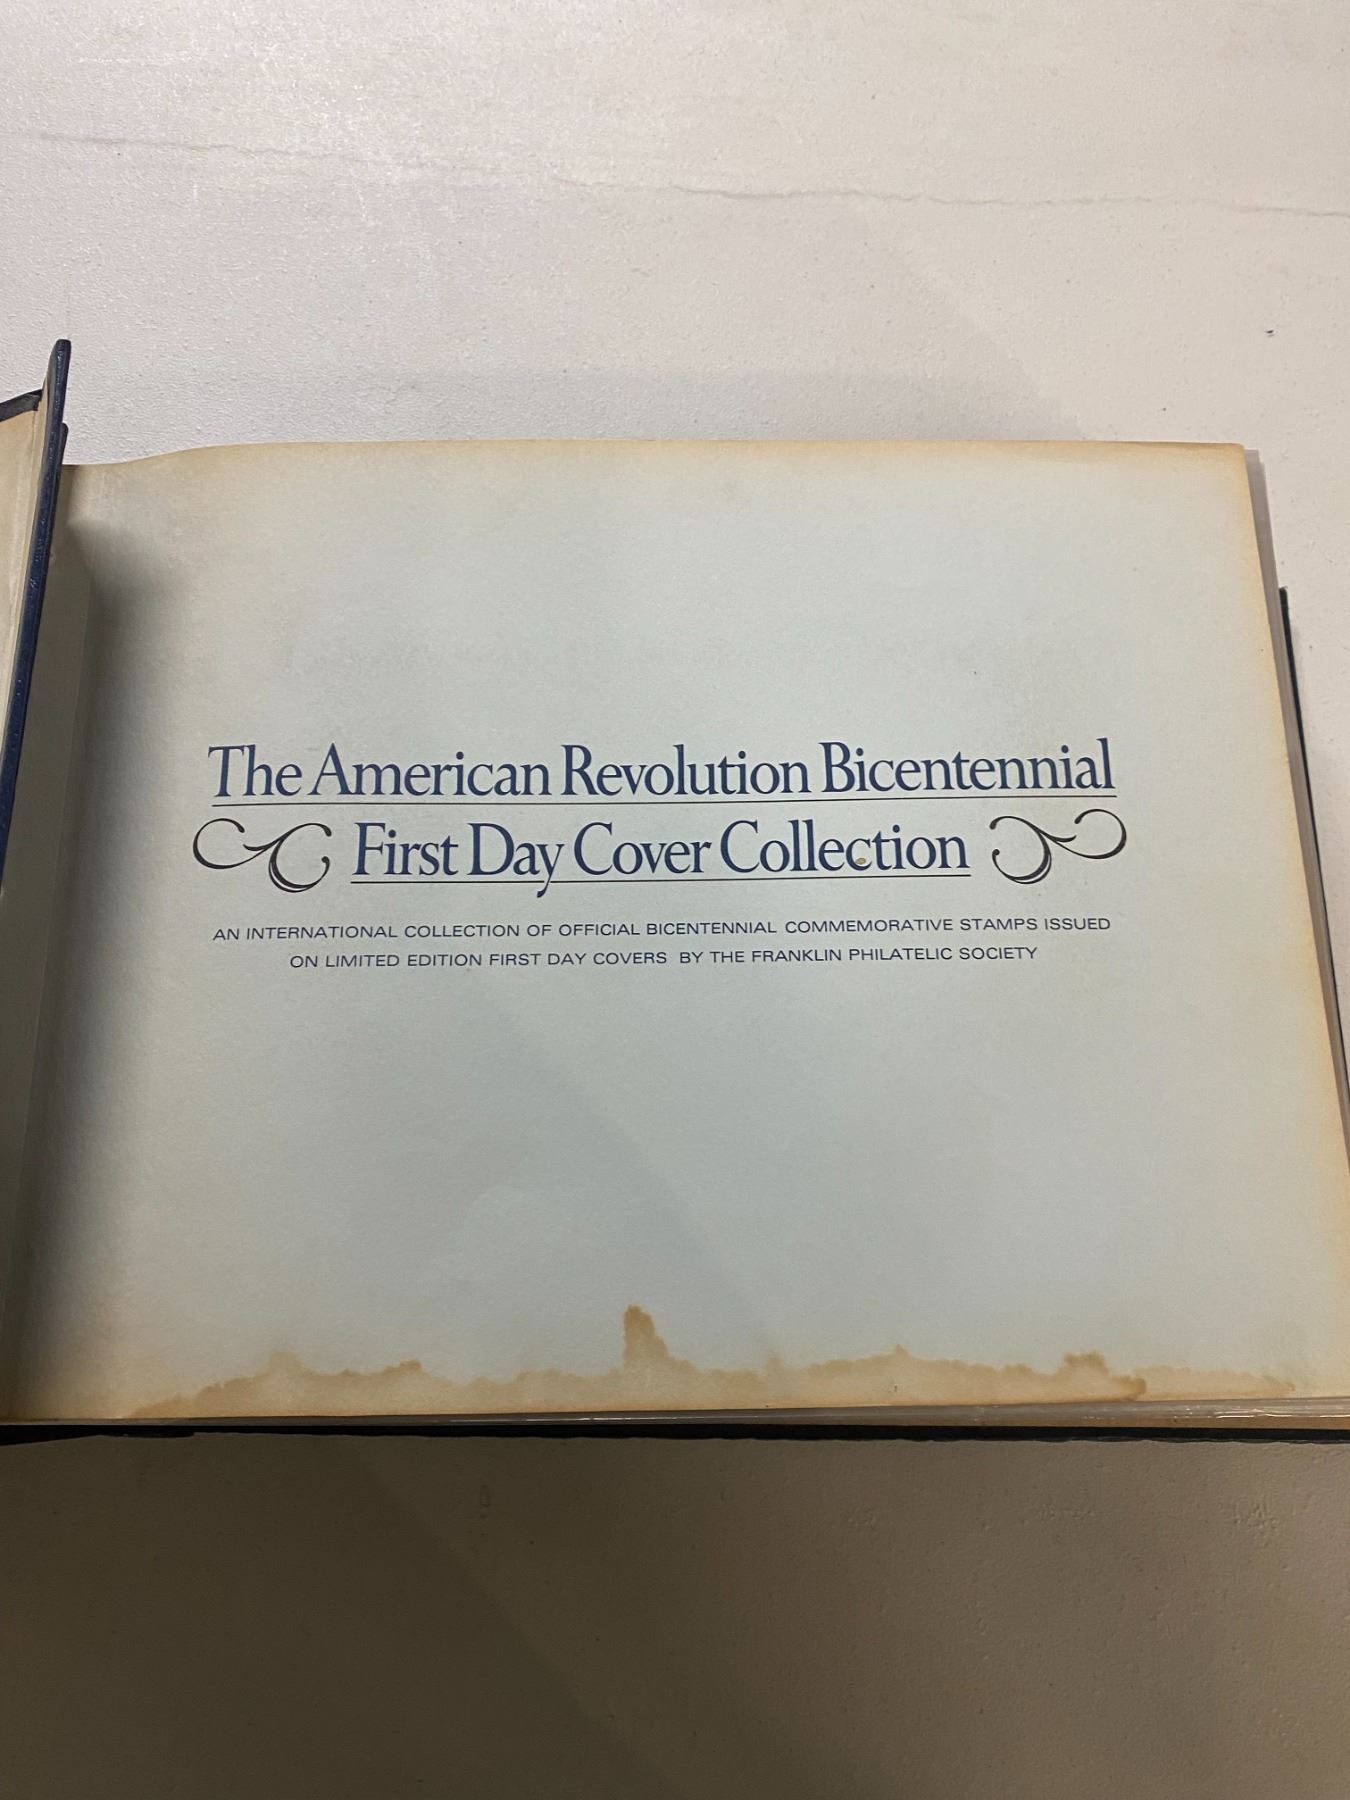 The American Revolution Bicentennial
First Day Cover Collection
AN INTERNATIONAL COLLECTION OF OFFICIAL BICENTENNIAL COMMEMORATIVE STAMPS ISSUED
ON LIMITED EDITION FIRST DAY COVERS BY THE FRANKLIN PHILATELIC SOCIETY